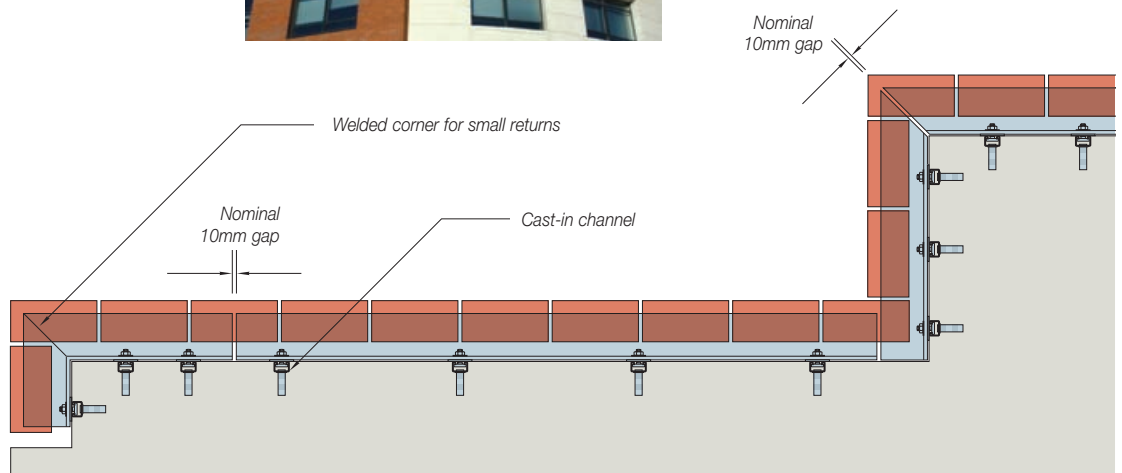 Nominal
10mm gap
Welded corner for small returns
Nominal
10mm gap
Cast-in channel